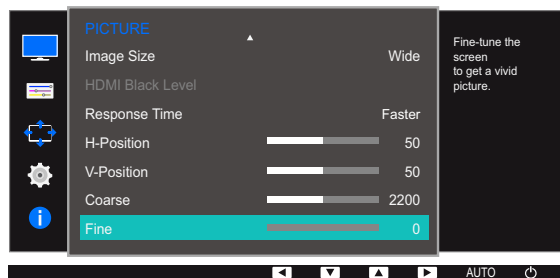 PICTURE
Image Size Wide
HDMI Black Level
Response Time Faster
H-Position 50
V-Position 50
Coarse 2200
Fine 0
Fine-tune the
screen
to get a vivid
picture.
AUTO